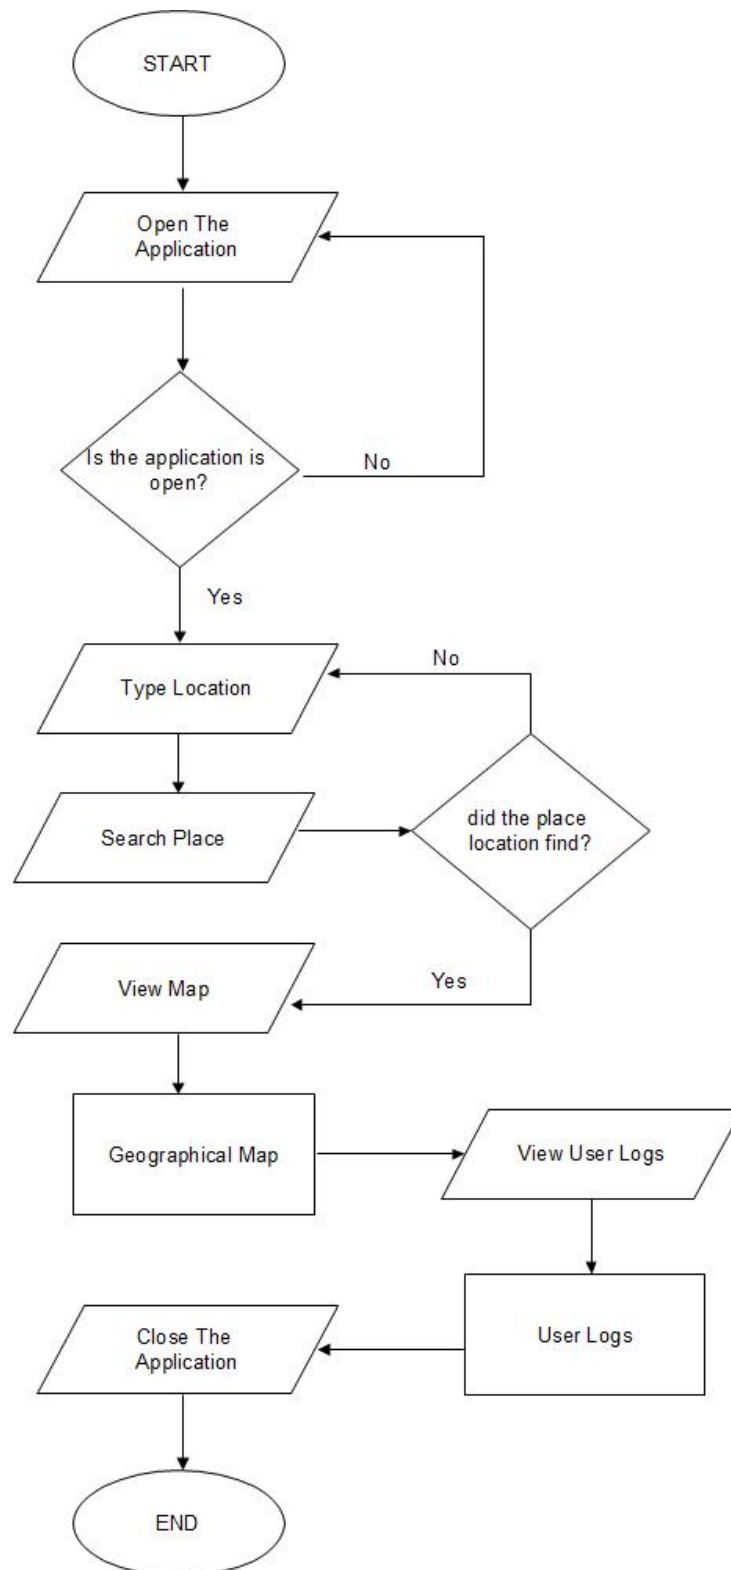 START
Open The
Application
Is the application is
open?
No
Yes
Type Location
No
Search Place
did the place
location find?
View Map
Yes
Geographical Map
View User Logs
User Logs
Close The
Application
END